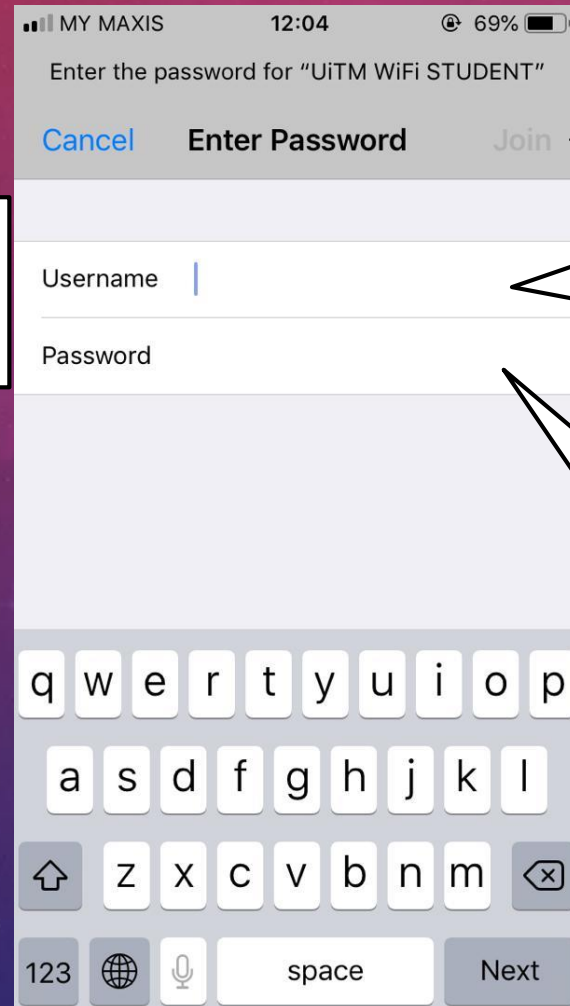 MY MAXIS 12:04 69%
Enter the password for “UiTM WiFi STUDENT”
Cancel Enter Password Join
Username
Password
q w e r t y u i o p
a s d f g h j k l
z x c v b n m
123 space Next